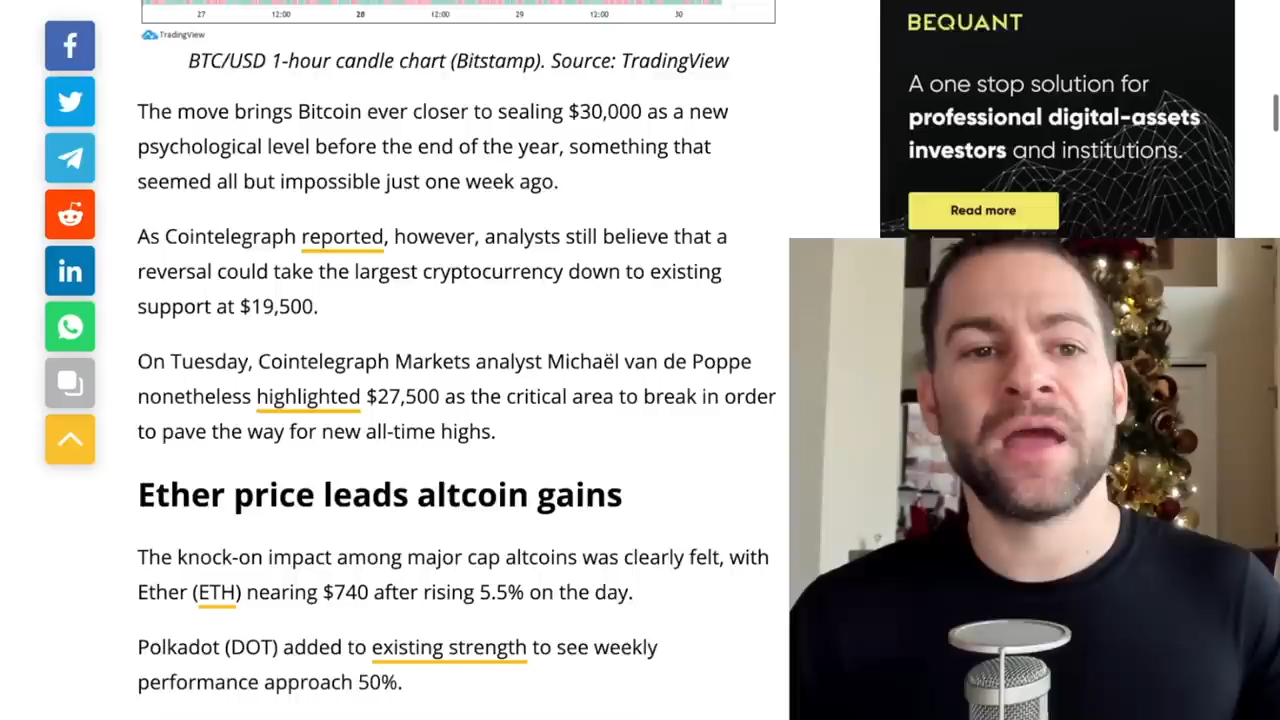 27 12:00 28 12:00 29 12:00 30
TradingView
BTC/USD 1-hour candle chart (Bitstamp). Source: TradingView
The move brings Bitcoin ever closer to sealing $30,000 as a new
psychological level before the end of the year, something that
seemed all but impossible just one week ago.
As Cointelegraph reported, however, analysts still believe that a
reversal could take the largest cryptocurrency down to existing
support at $19,500.
On Tuesday, Cointelegraph Markets analyst Michaël van de Poppe
nonetheless highlighted $27,500 as the critical area to break in order
to pave the way for new all-time highs.
Ether price leads altcoin gains
The knock-on impact among major cap altcoins was clearly felt, with
Ether (ETH) nearing $740 after rising 5.5% on the day.
Polkadot (DOT) added to existing strength to see weekly
performance approach 50%.
BEQUANT
A one stop solution for
professional digital-assets
investors and institutions.
Read more